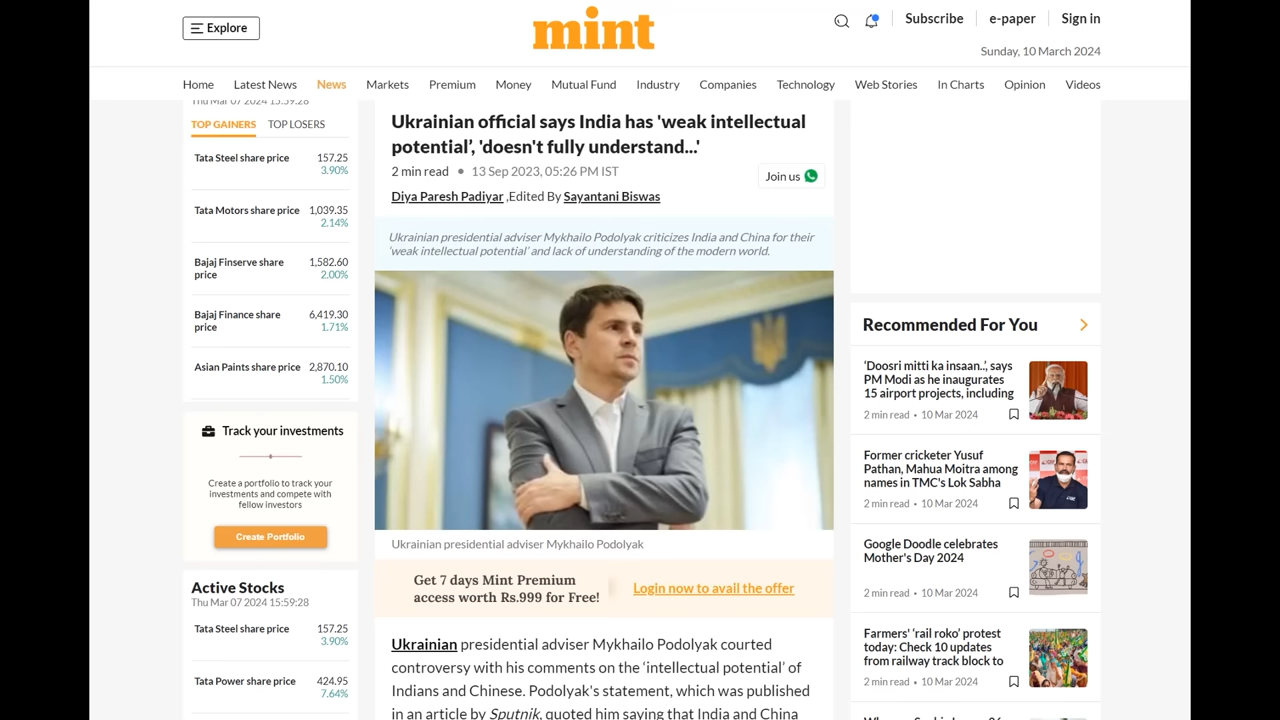 Explore
mint
Subscribe
e-paper
Sign in
Sunday, 10 March 2024
Home
Latest News
News
Markets
Premium
Money
Mutual Fund
Industry
Companies
Technology
Web Stories
In Charts
Opinion
Videos
Thu Mar 07 2024 15:59:28
TOP GAINERS
TOP LOSERS
Tata Steel share price
157.25
3.90%
Tata Motors share price
1,039.35
2.14%
Bajaj Finserve share
price
1,582.60
2.00%
Bajaj Finance share
price
6,419.30
1.71%
Asian Paints share price
2,870.10
1.50%
Track your investments
Create a portfolio to track your
investments and compete with
fellow investors
Create Portfolio
Active Stocks
Thu Mar 07 2024 15:59:28
Tata Steel share price
157.25
3.90%
Tata Power share price
424.95
7.64%
Ukrainian official says India has 'weak intellectual
potential’, 'doesn't fully understand...'
2 min read • 13 Sep 2023, 05:26 PM IST
Join us
Diya Paresh Padiyar ,Edited By Sayantani Biswas
Ukrainian presidential adviser Mykhailo Podolyak criticizes India and China for their
‘weak intellectual potential’ and lack of understanding of the modern world.
Ukrainian presidential adviser Mykhailo Podolyak
Get 7 days Mint Premium
access worth Rs.999 for Free!
Login now to avail the offer
Ukrainian presidential adviser Mykhailo Podolyak courted
controversy with his comments on the ‘intellectual potential’ of
Indians and Chinese. Podolyak's statement, which was published
in an article by Sputnik, quoted him saying that India and China
Recommended For You
‘Doosri mitti ka insaan..’, says
PM Modi as he inaugurates
15 airport projects, including
2 min read • 10 Mar 2024
Former cricketer Yusuf
Pathan, Mahua Moitra among
names in TMC's Lok Sabha
2 min read • 10 Mar 2024
Google Doodle celebrates
Mother's Day 2024
2 min read • 10 Mar 2024
Farmers' ‘rail roko’ protest
today: Check 10 updates
from railway track block to
2 min read • 10 Mar 2024